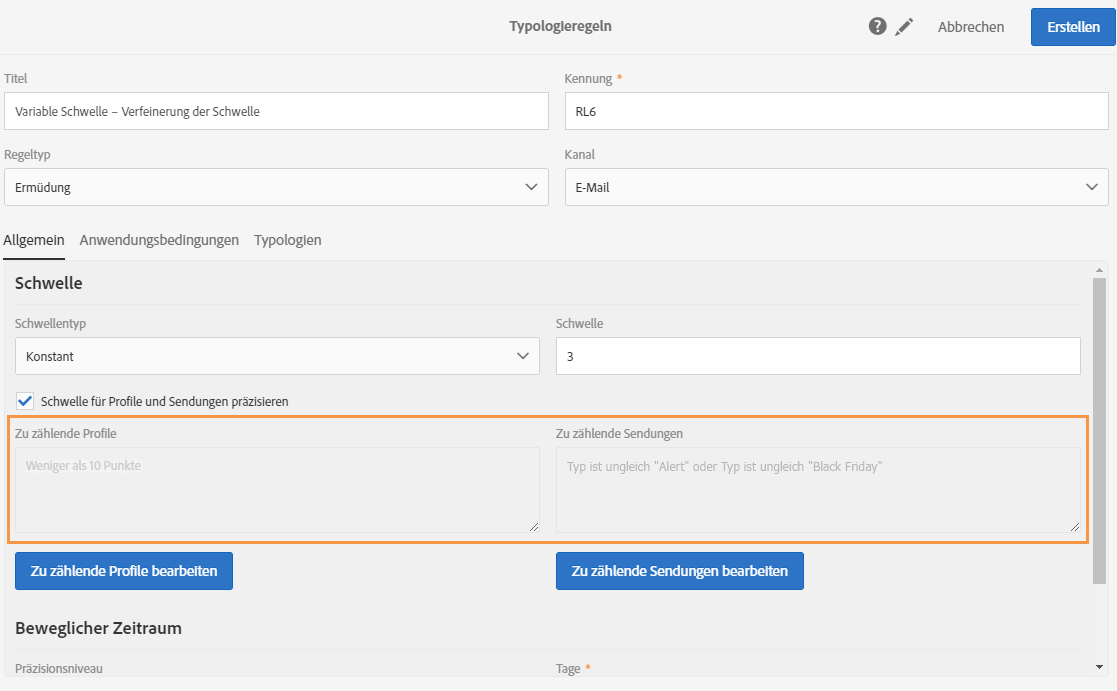 Typologieregeln
Abbrechen
Erstellen
Titel
Kennung *
Variable Schwelle – Verfeinerung der Schwelle
RL6
Regeltyp
Kanal
Ermüdung
E-Mail
Allgemein Anwendungsbedingungen Typologien
Schwelle
Schwellentyp
Schwelle
Konstant
3
Schwelle für Profile und Sendungen präzisieren
Zu zählende Profile
Zu zählende Sendungen
Weniger als 10 Punkte
Typ ist ungleich "Alert" oder Typ ist ungleich "Black Friday"
Zu zählende Profile bearbeiten
Zu zählende Sendungen bearbeiten
Beweglicher Zeitraum
Präzisionsniveau
Tage *